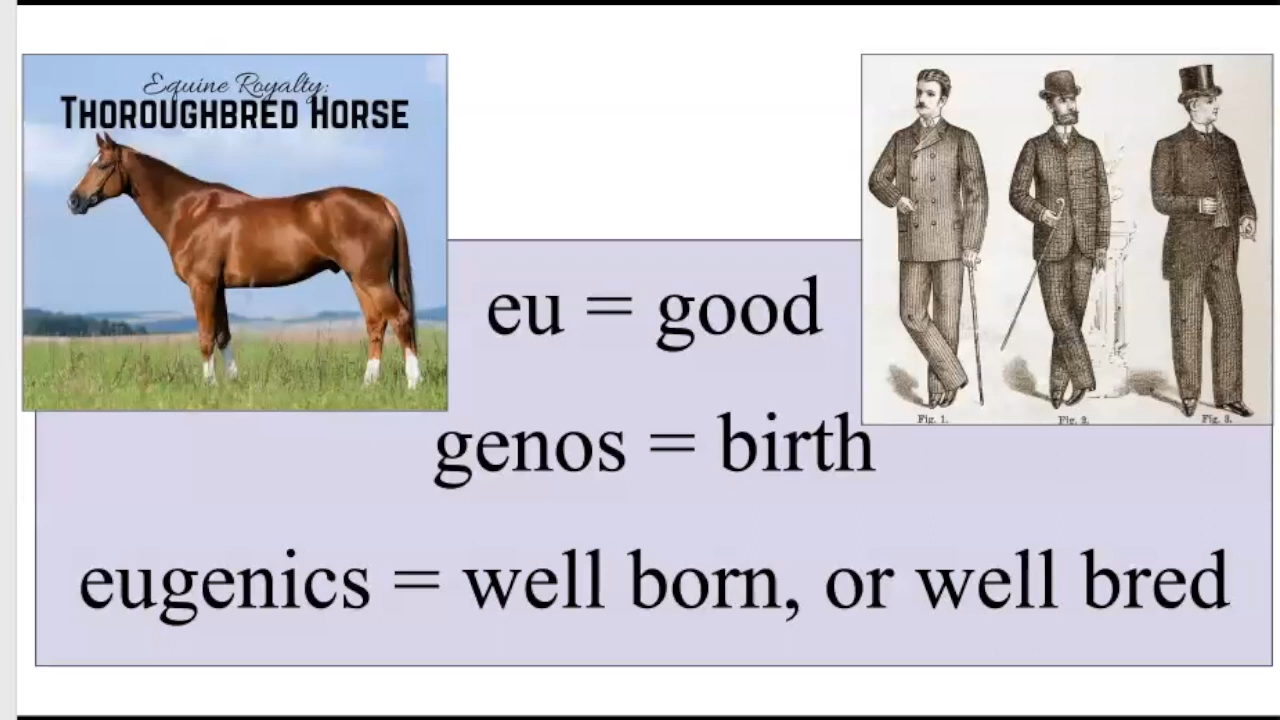 Equine Royalty:
THOROUGHBRED HORSE
Fig. 1.
Fig. 2.
Fig. 3.
eu = good
genos = birth
eugenics = well born, or well bred